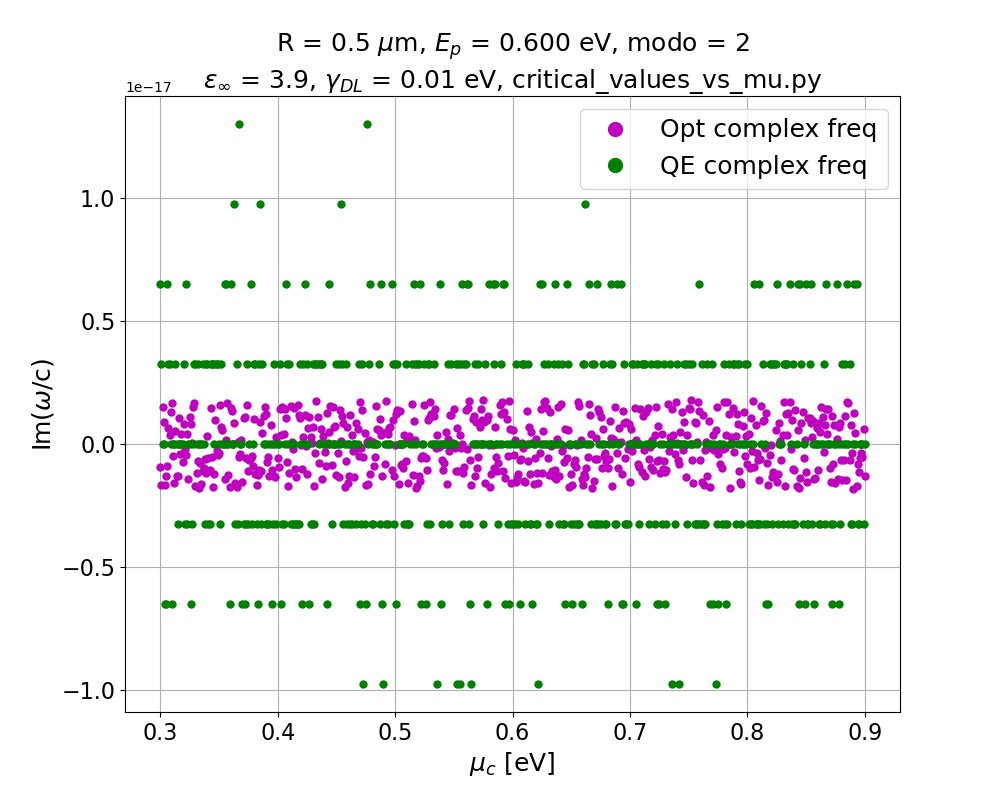 R = 0.5 μm, E_p = 0.600 eV, modo = 2
ε_∞ = 3.9, γ_DL = 0.01 eV, critical_values_vs_mu.py
1e−17
Opt complex freq
QE complex freq
1.0
0.5
0.0
−0.5
−1.0
Im(ω/c)
0.3 0.4 0.5 0.6 0.7 0.8 0.9
μ_c [eV]